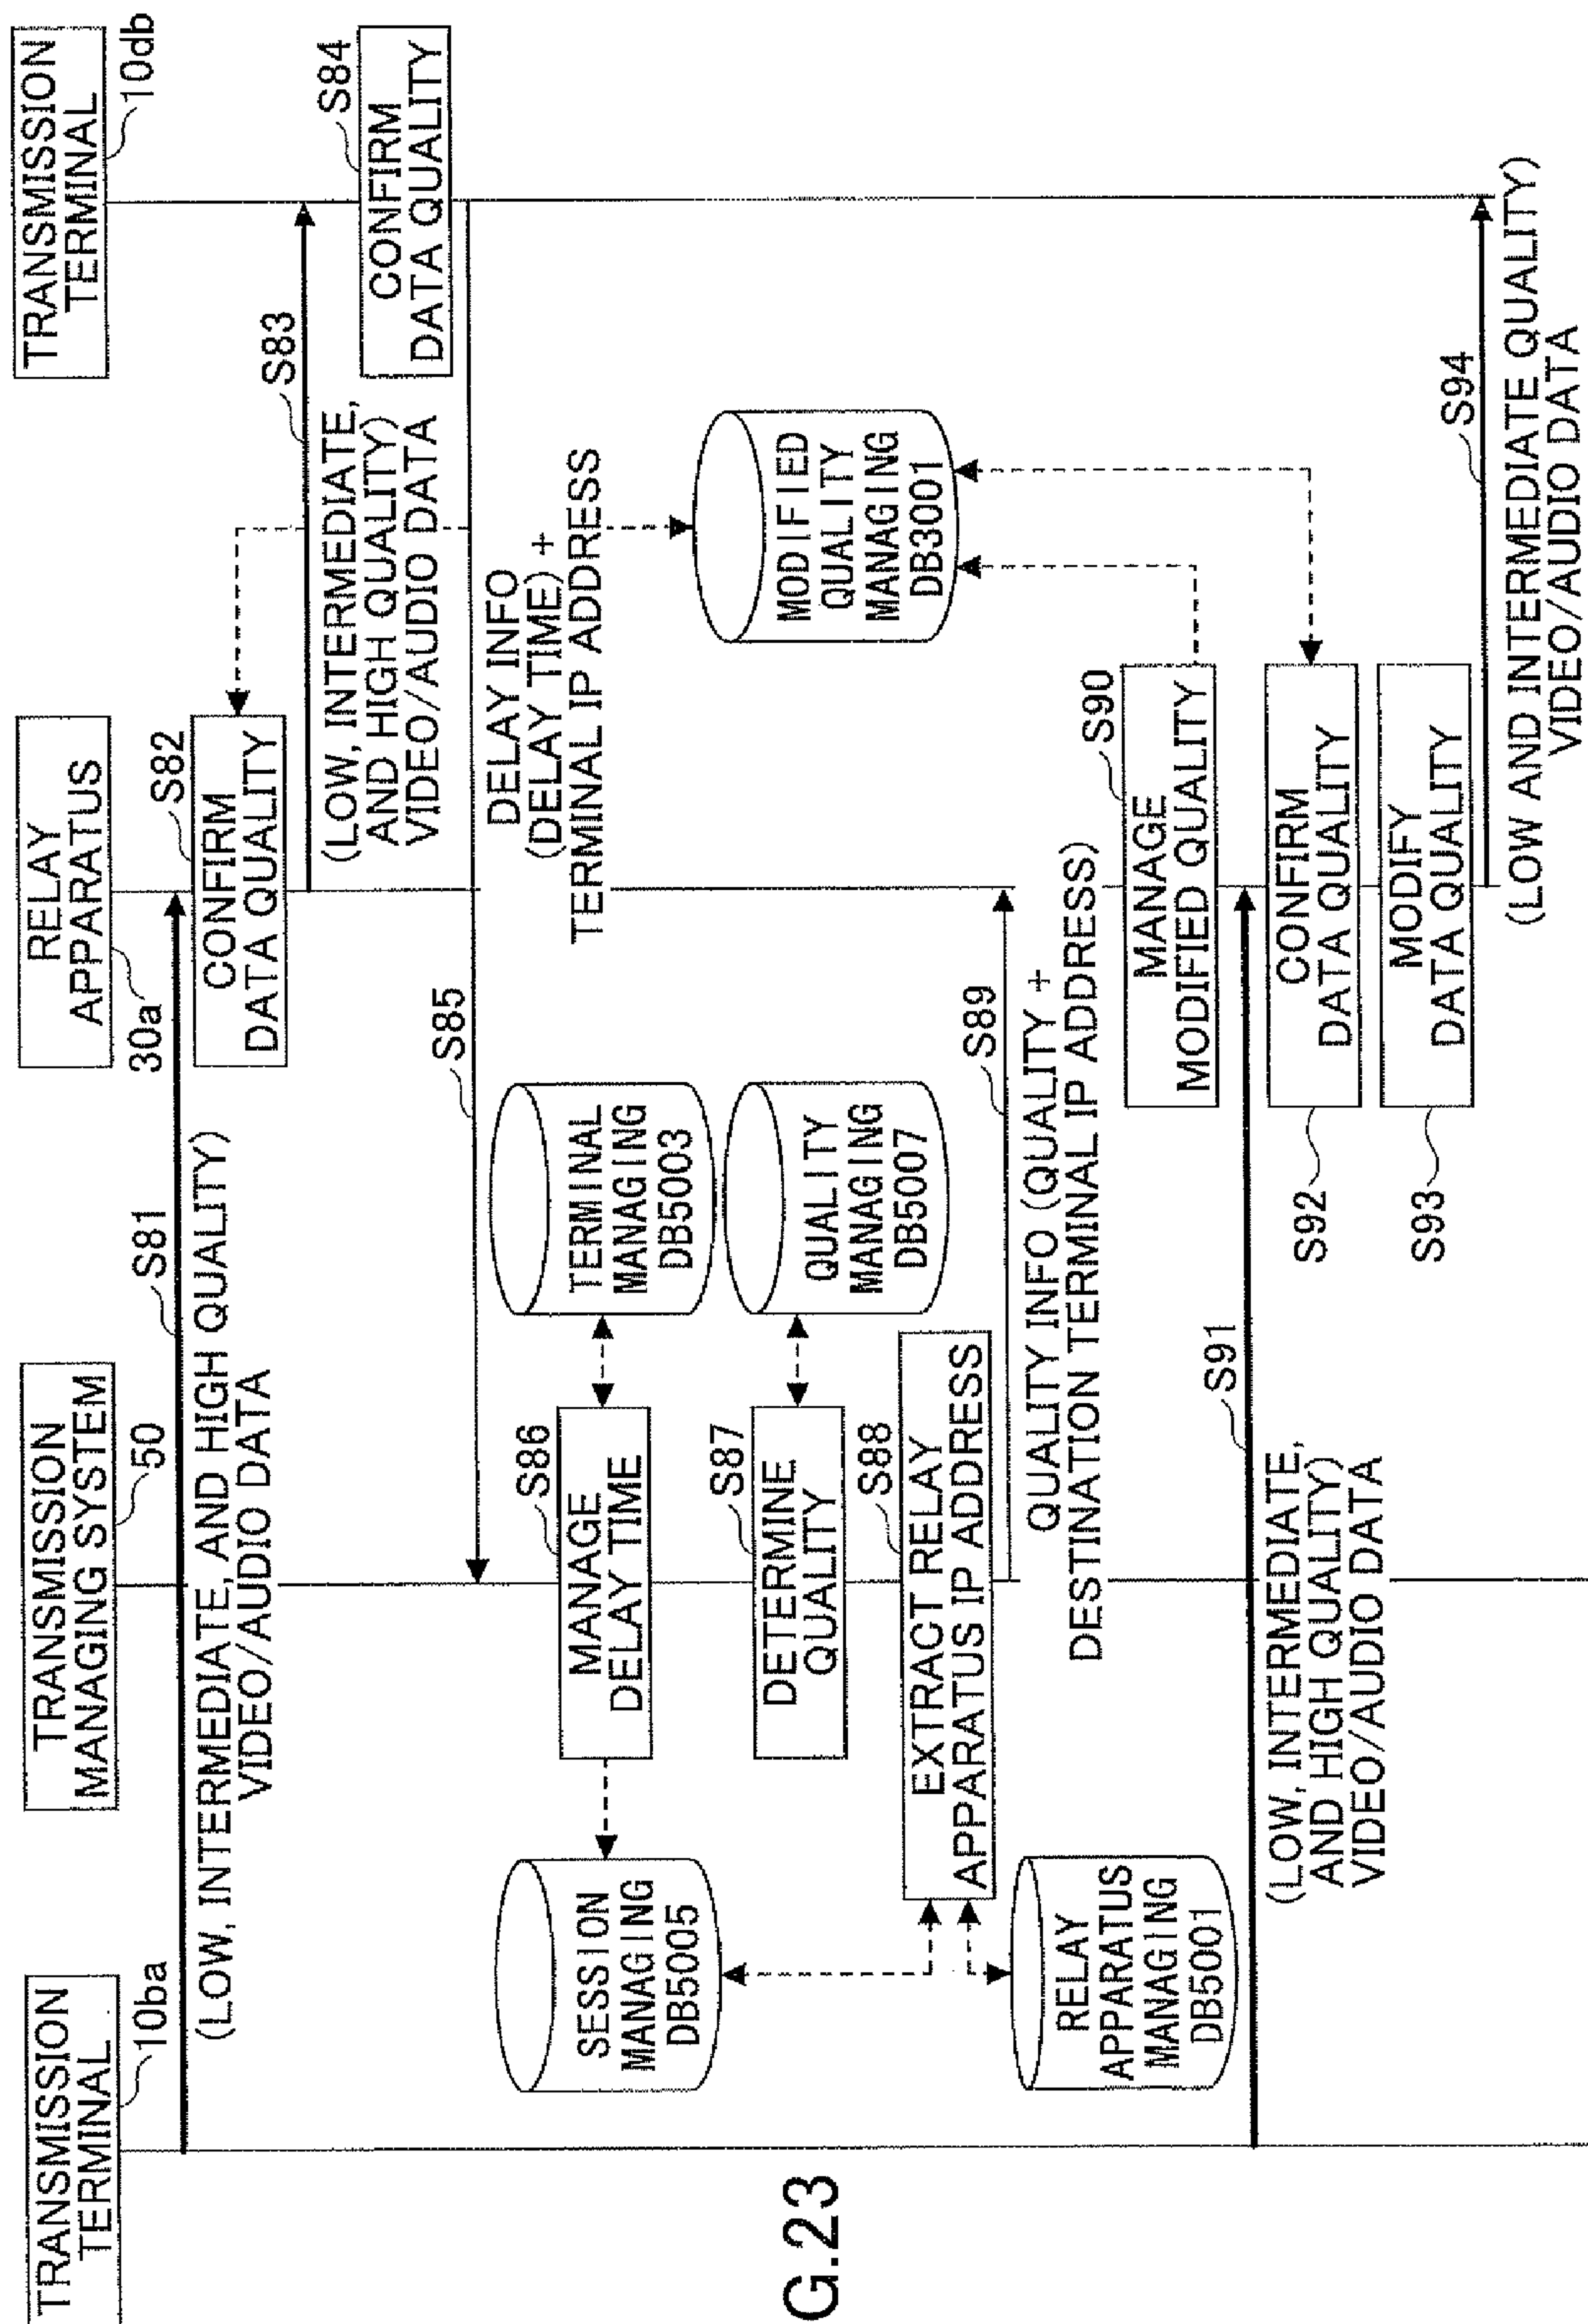 TRANSMISSION
TERMINAL
10ba
TRANSMISSION
MANAGING SYSTEM
50
RELAY
APPARATUS
30a
TRANSMISSION
TERMINAL
10db
S81
(LOW, INTERMEDIATE, AND HIGH QUALITY)
VIDEO/AUDIO DATA
S82
CONFIRM
DATA QUALITY
S83
(LOW, INTERMEDIATE,
AND HIGH QUALITY)
VIDEO/AUDIO DATA
S84
CONFIRM
DATA QUALITY
S85
DELAY INFO
(DELAY TIME) +
TERMINAL IP ADDRESS
SESSION
MANAGING
DB5005
S86
MANAGE
DELAY TIME
TERMINAL
MANAGING
DB5003
MODIFIED
QUALITY
MANAGING
DB3001
S87
DETERMINE
QUALITY
QUALITY
MANAGING
DB5007
S88
EXTRACT RELAY
APPARATUS IP ADDRESS
S89
QUALITY INFO (QUALITY +
DESTINATION TERMINAL IP ADDRESS)
RELAY
APPARATUS
MANAGING
DB5001
S90
MANAGE
MODIFIED QUALITY
S91
(LOW, INTERMEDIATE,
AND HIGH QUALITY)
VIDEO/AUDIO DATA
S92
CONFIRM
DATA QUALITY
S93
MODIFY
DATA QUALITY
S94
(LOW AND INTERMEDIATE QUALITY)
VIDEO/AUDIO DATA
G.23